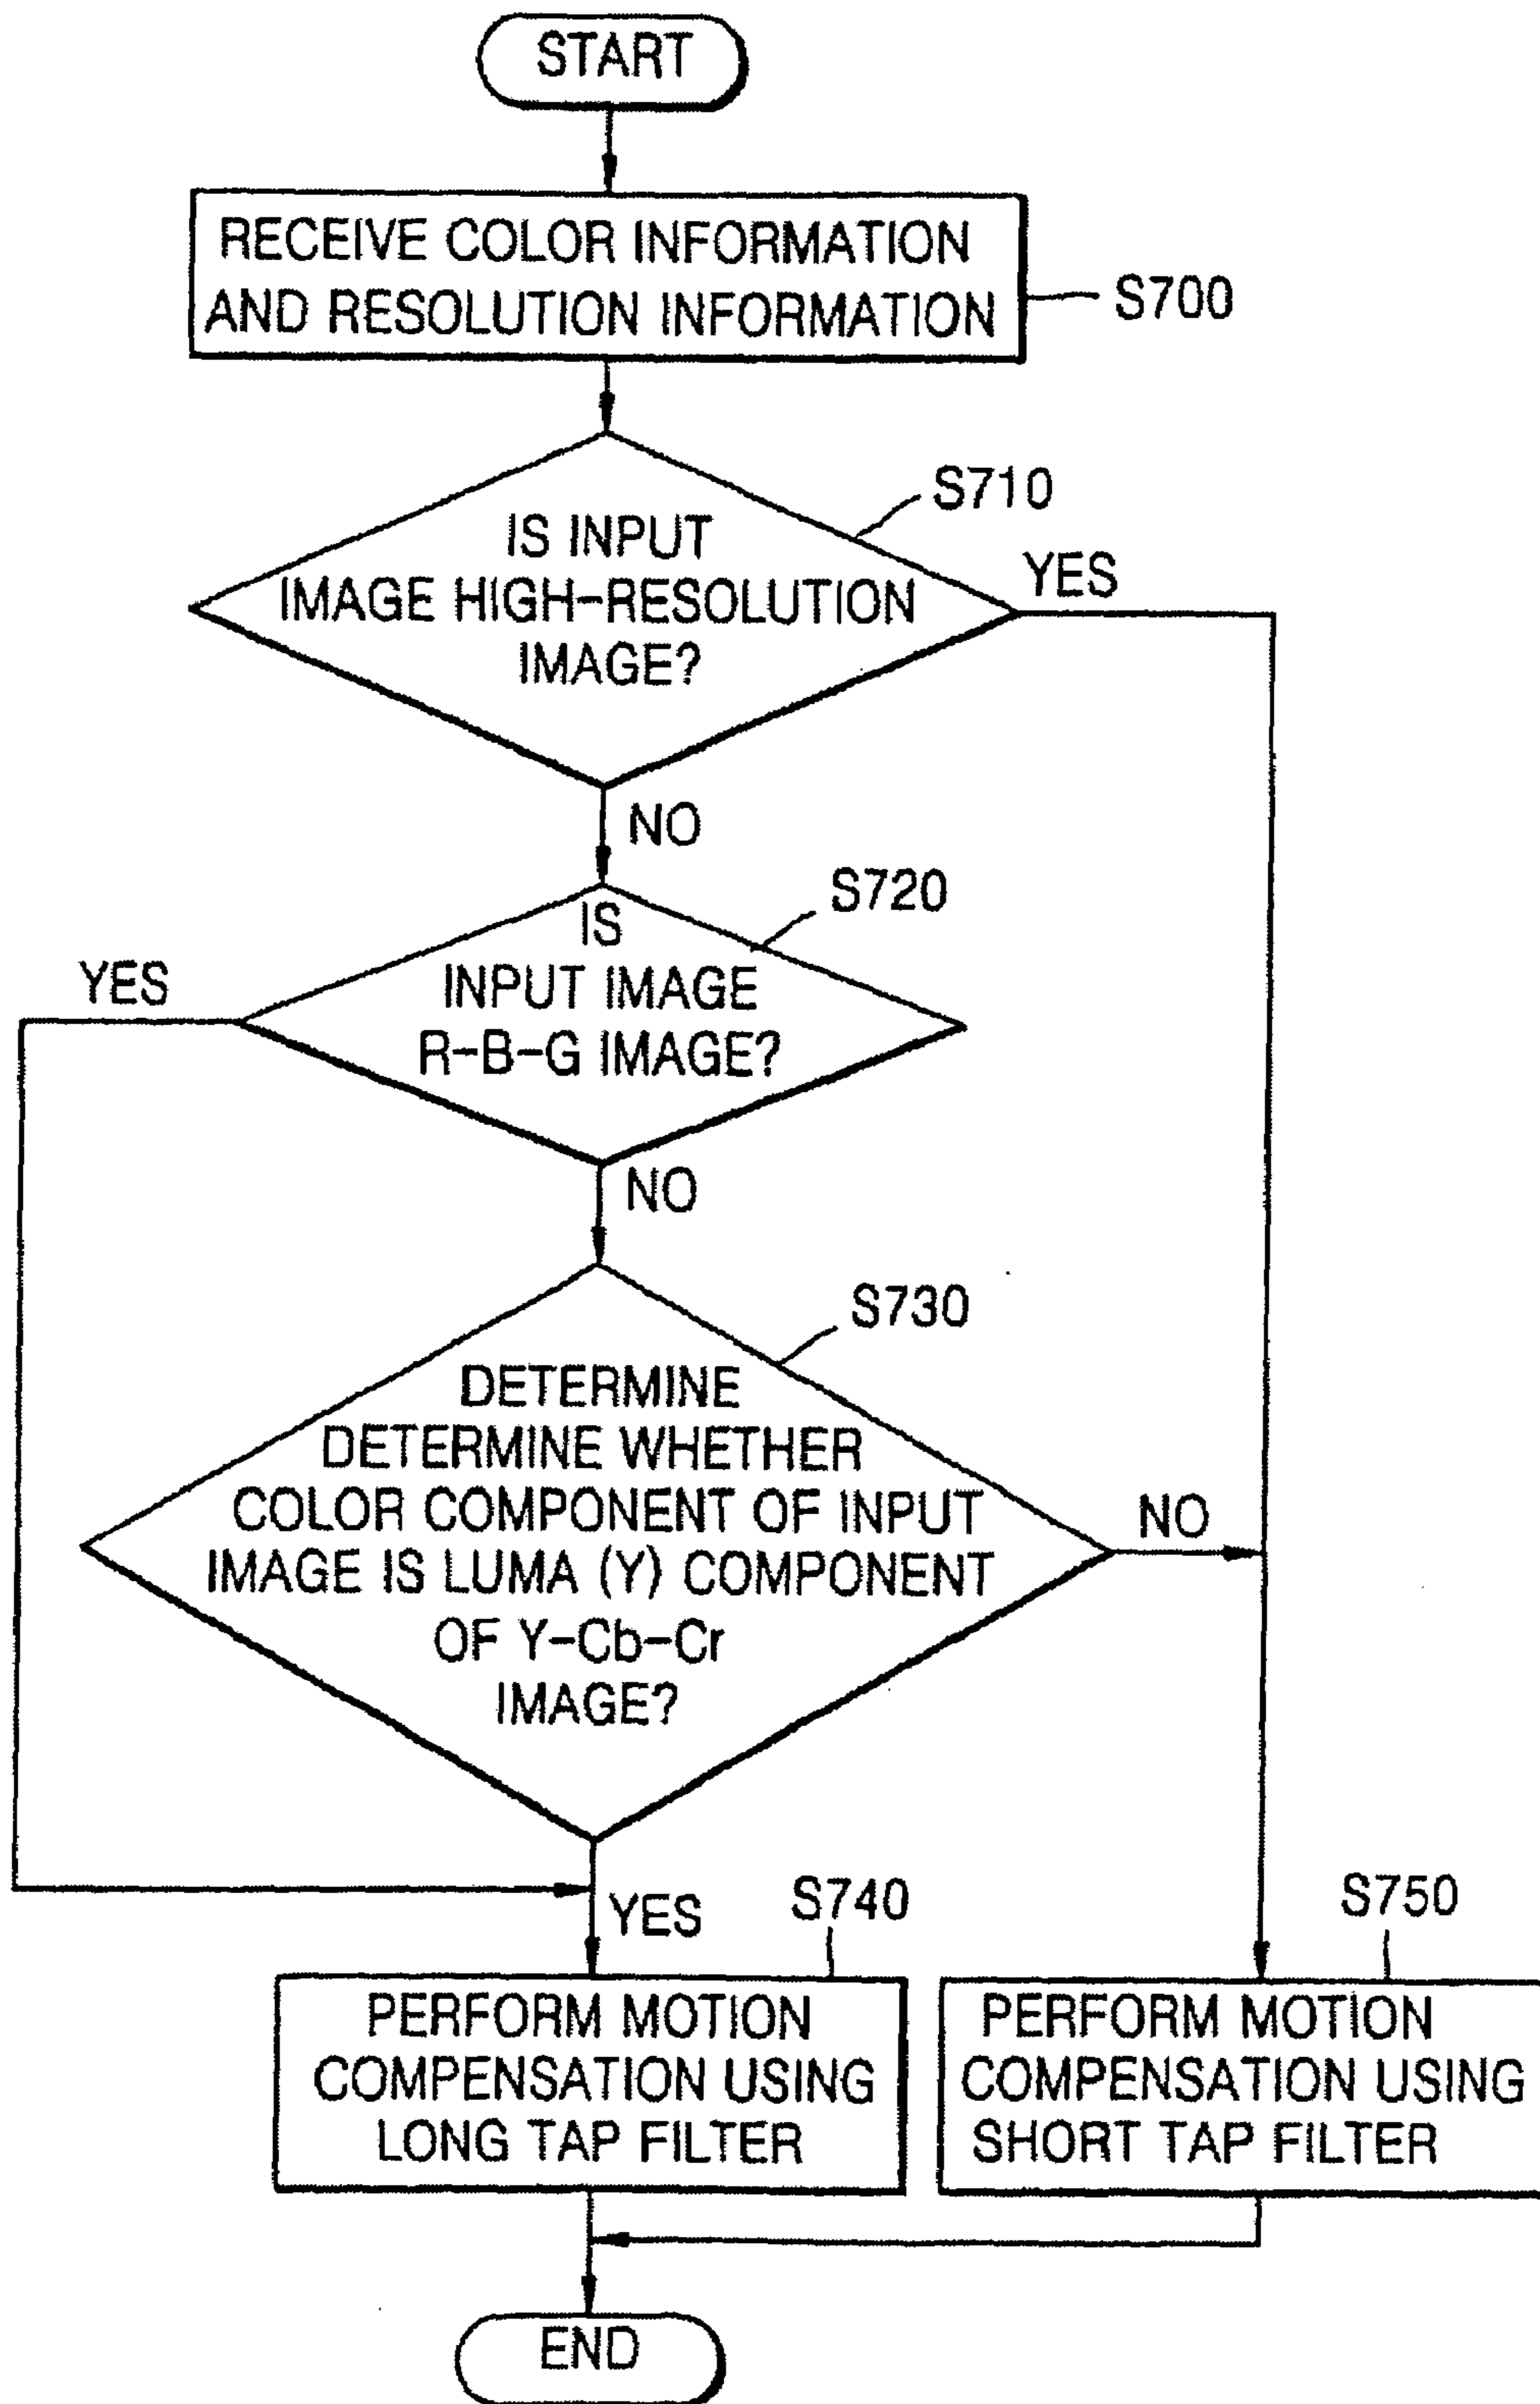 START
RECEIVE COLOR INFORMATION
AND RESOLUTION INFORMATION
S700
S710
IS INPUT
IMAGE HIGH-RESOLUTION
IMAGE?
YES
NO
S720
IS
INPUT IMAGE
R-B-G IMAGE?
YES
NO
S730
DETERMINE
DETERMINE WHETHER
COLOR COMPONENT OF INPUT
IMAGE IS LUMA (Y) COMPONENT
OF Y-Cb-Cr
IMAGE?
NO
YES
S740
PERFORM MOTION
COMPENSATION USING
LONG TAP FILTER
S750
PERFORM MOTION
COMPENSATION USING
SHORT TAP FILTER
END